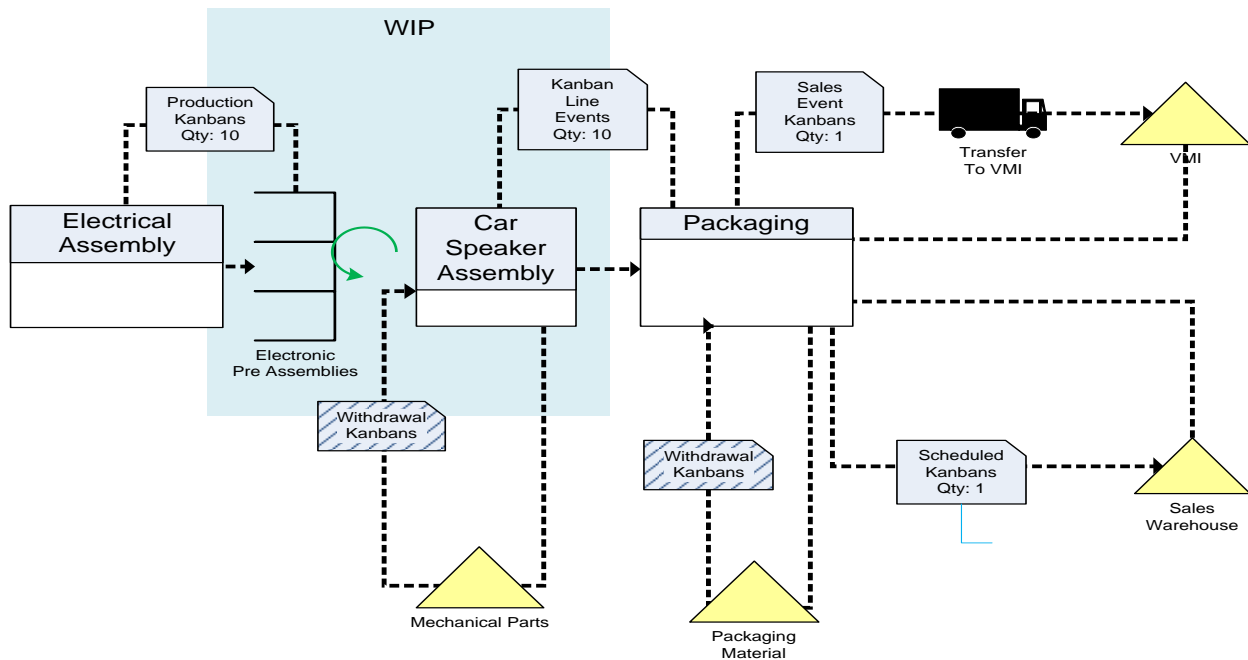 WIP
Production
Kanbans
Qty: 10
Kanban
Line
Events
Qty: 10
Sales
Event
Kanbans
Qty: 1
Transfer
To VMI
VMI
Electrical
Assembly
Car
Speaker
Assembly
Packaging
Electronic
Pre Assemblies
Withdrawal
Kanbans
Withdrawal
Kanbans
Scheduled
Kanbans
Qty: 1
Sales
Warehouse
Mechanical Parts
Packaging
Material